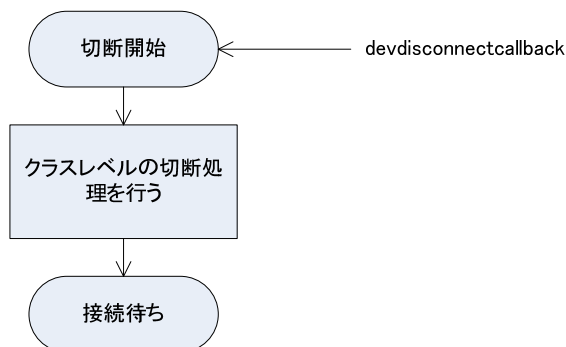 切断開始
devdisconnectcallback
クラスレベルの切断処
理を行う
接続待ち